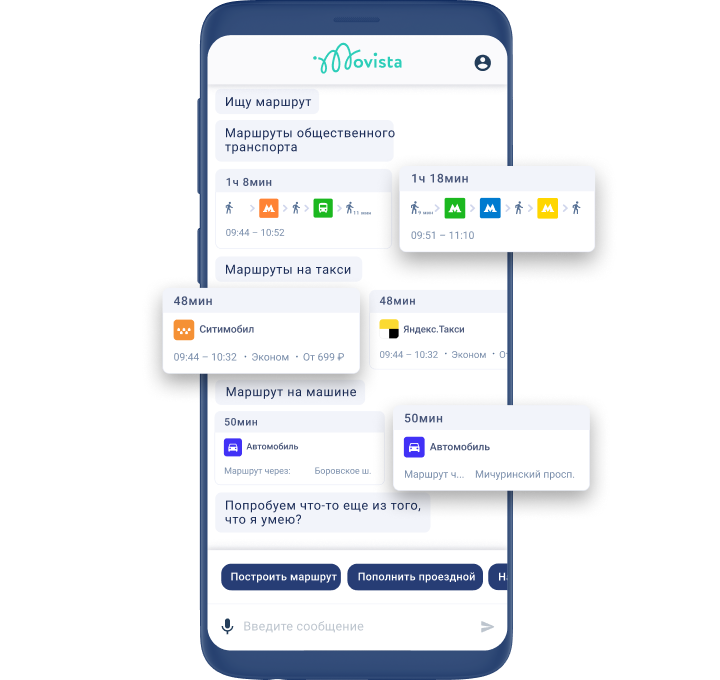 Movista
Ищу маршрут
Маршруты общественного
транспорта
1ч 8мин
11 мин
09:44 – 10:52
1ч 18мин
9 мин
09:51 – 11:10
Маршруты на такси
48мин
Ситимобил
09:44 – 10:32 • Эконом • От 699 ₽
48мин
Яндекс.Такси
09:44 – 10:32 • Эконом •
Маршрут на машине
50мин
Автомобиль
Маршрут через: Боровское ш.
50мин
Автомобиль
Маршрут ч... Мичуринский просп.
Попробуем что-то еще из того,
что я умею?
Построить маршрут
Пополнить проездной
Введите сообщение